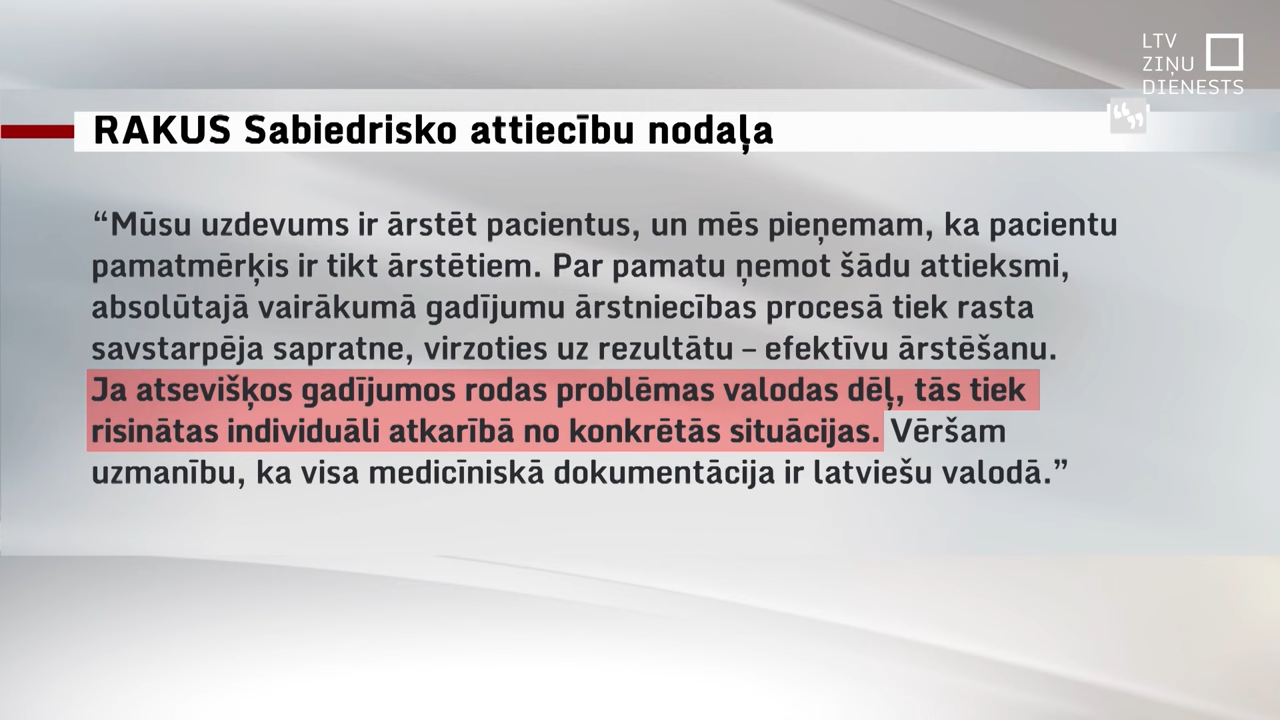 LTV
ZIŅU
DIENESTS
RAKUS Sabiedrisko attiecību nodaļa
“Mūsu uzdevums ir ārstēt pacientus, un mēs pieņemam, ka pacientu
pamatmērķis ir tikt ārstētiem. Par pamatu ņemot šādu attieksmi,
absolūtajā vairākumā gadījumu ārstniecības procesā tiek rasta
savstarpēja sapratne, virzoties uz rezultātu – efektīvu ārstēšanu.
Ja atsevišķos gadījumos rodas problēmas valodas dēļ, tās tiek
risinātas individuāli atkarībā no konkrētās situācijas. Vēršam
uzmanību, ka visa medicīniskā dokumentācija ir latviešu valodā.”